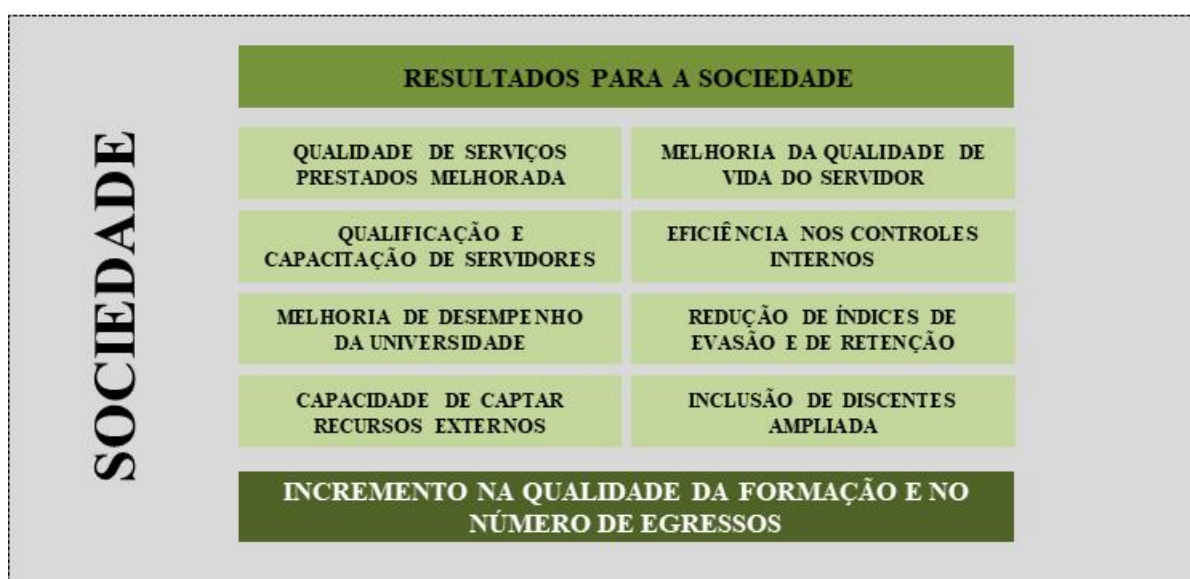 SOCIEDADE
RESULTADOS PARA A SOCIEDADE
QUALIDADE DE SERVIÇOS
PRESTADOS MELHORADA
MELHORIA DA QUALIDADE DE
VIDA DO SERVIDOR
QUALIFICAÇÃO E
CAPACITAÇÃO DE SERVIDORES
EFICIÊNCIA NOS CONTROLES
INTERNOS
MELHORIA DE DESEMPENHO
DA UNIVERSIDADE
REDUÇÃO DE ÍNDICES DE
EVASÃO E DE RETENÇÃO
CAPACIDADE DE CAPTAR
RECURSOS EXTERNOS
INCLUSÃO DE DISCENTES
AMPLIADA
INCREMENTO NA QUALIDADE DA FORMAÇÃO E NO
NÚMERO DE EGRESSOS